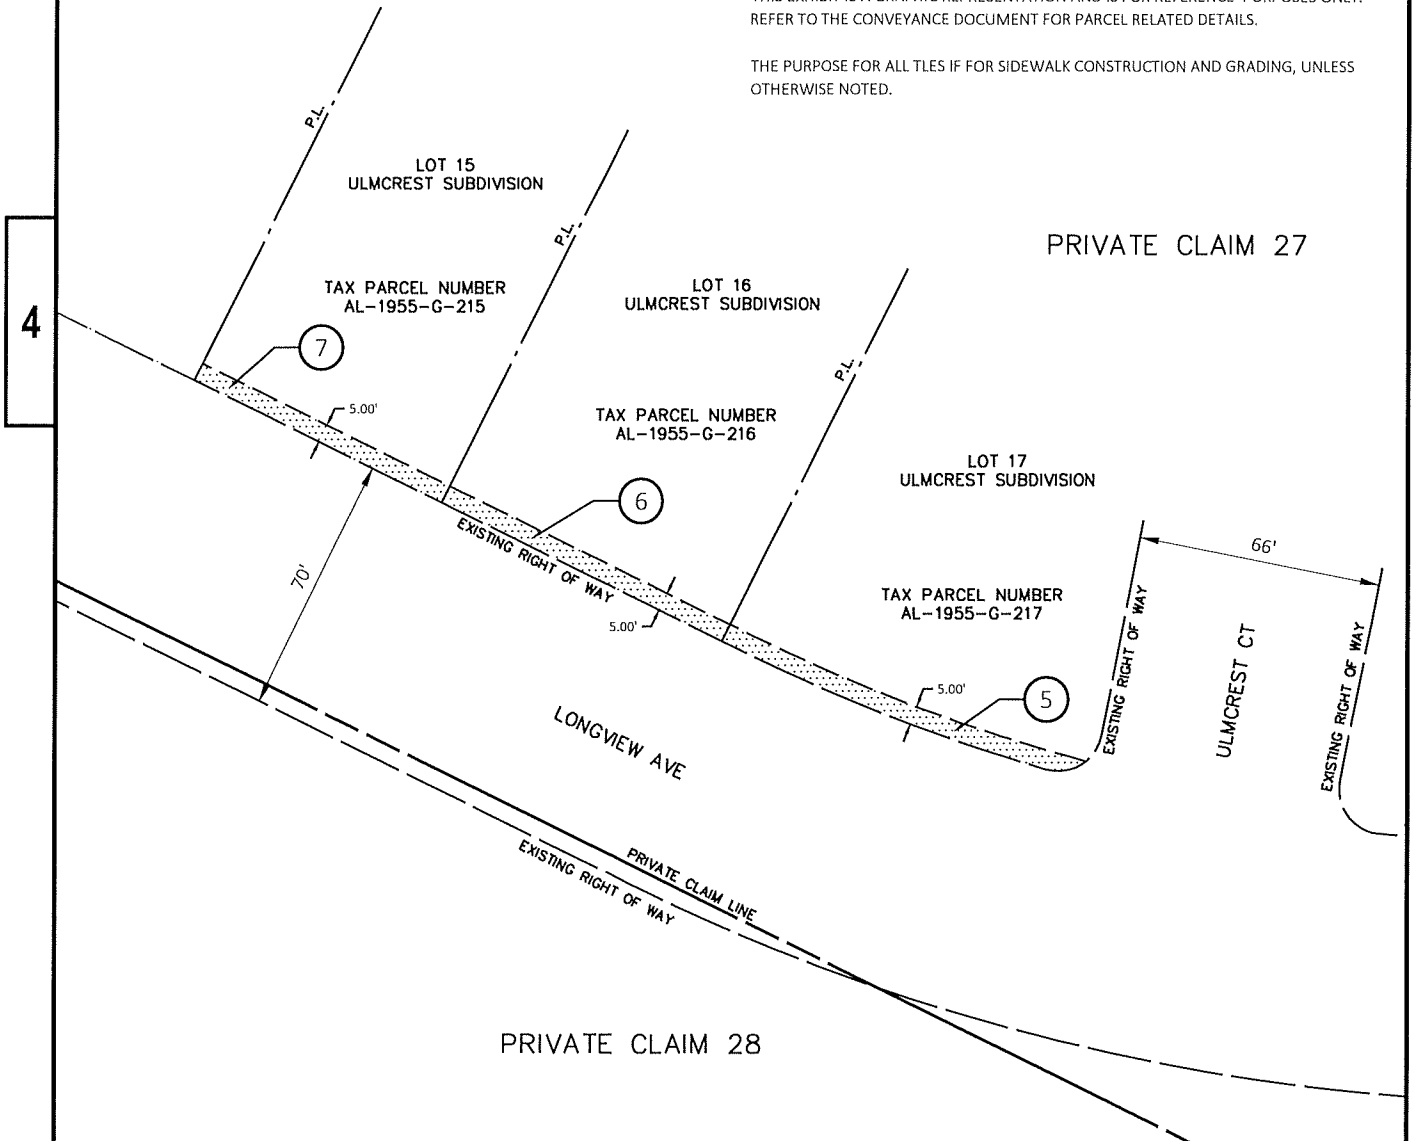 REFER TO THE CONVEYANCE DOCUMENT FOR PARCEL RELATED DETAILS.
THE PURPOSE FOR ALL TLES IF FOR SIDEWALK CONSTRUCTION AND GRADING, UNLESS
OTHERWISE NOTED.
P.L.
LOT 15
ULMCREST SUBDIVISION
P.L.
PRIVATE CLAIM 27
TAX PARCEL NUMBER
AL-1955-G-215
LOT 16
ULMCREST SUBDIVISION
4
7
P.L.
5.00'
TAX PARCEL NUMBER
AL-1955-G-216
LOT 17
ULMCREST SUBDIVISION
6
EXISTING RIGHT OF WAY
66'
70'
TAX PARCEL NUMBER
AL-1955-G-217
5.00'
EXISTING RIGHT OF WAY
ULMCREST CT
EXISTING RIGHT OF WAY
5.00'
5
LONGVIEW AVE
PRIVATE CLAIM LINE
EXISTING RIGHT OF WAY
PRIVATE CLAIM 28